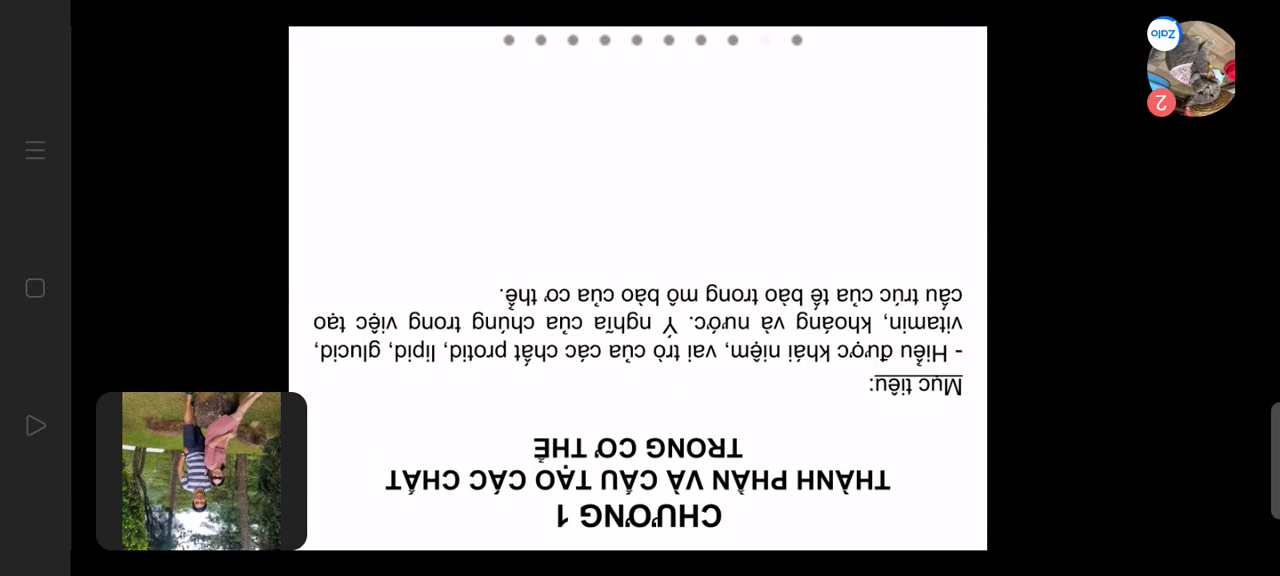 CHƯƠNG 1
THÀNH PHẦN VÀ CẤU TẠO CÁC CHẤT
TRONG CƠ THỂ
Mục tiêu:
- Hiểu được khái niệm, vai trò của các chất protid, lipid, glucid,
vitamin, khoáng và nước. Ý nghĩa của chúng trong việc tạo
cấu trúc của tế bào trong mô bào của cơ thể.
2
Zalo